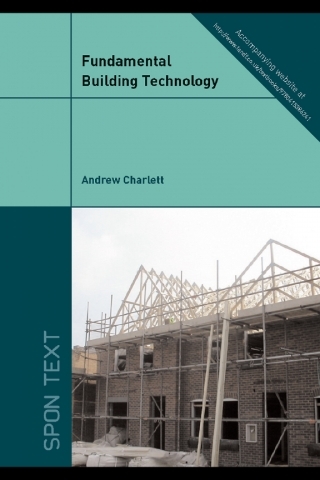 Accompanying website at
Fundamental
Building Technology
Andrew Charlett
SPON TEXT